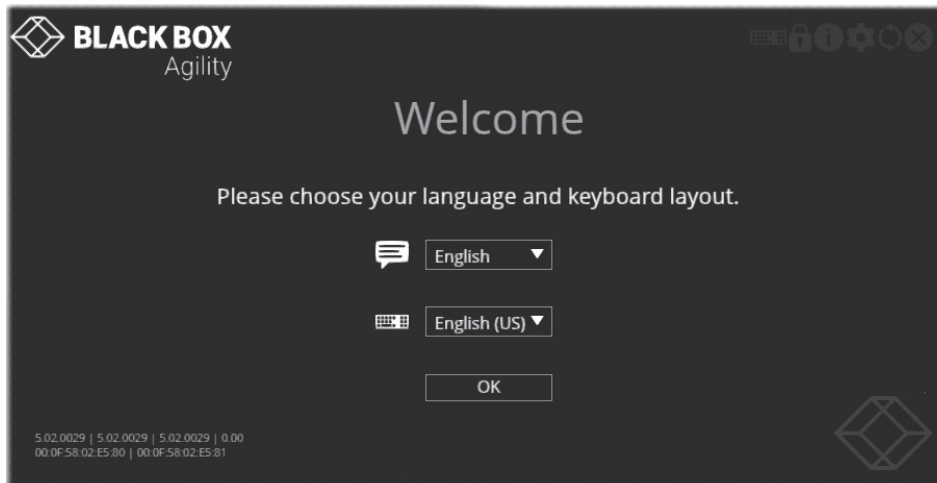 BLACK BOX
Agility
Welcome
Please choose your language and keyboard layout.
English
English (US)
OK
5.02.0029 | 5.02.0029 | 5.02.0029 | 0.00
00:0F:58:02:E5:80 | 00:0F:58:02:E5:81